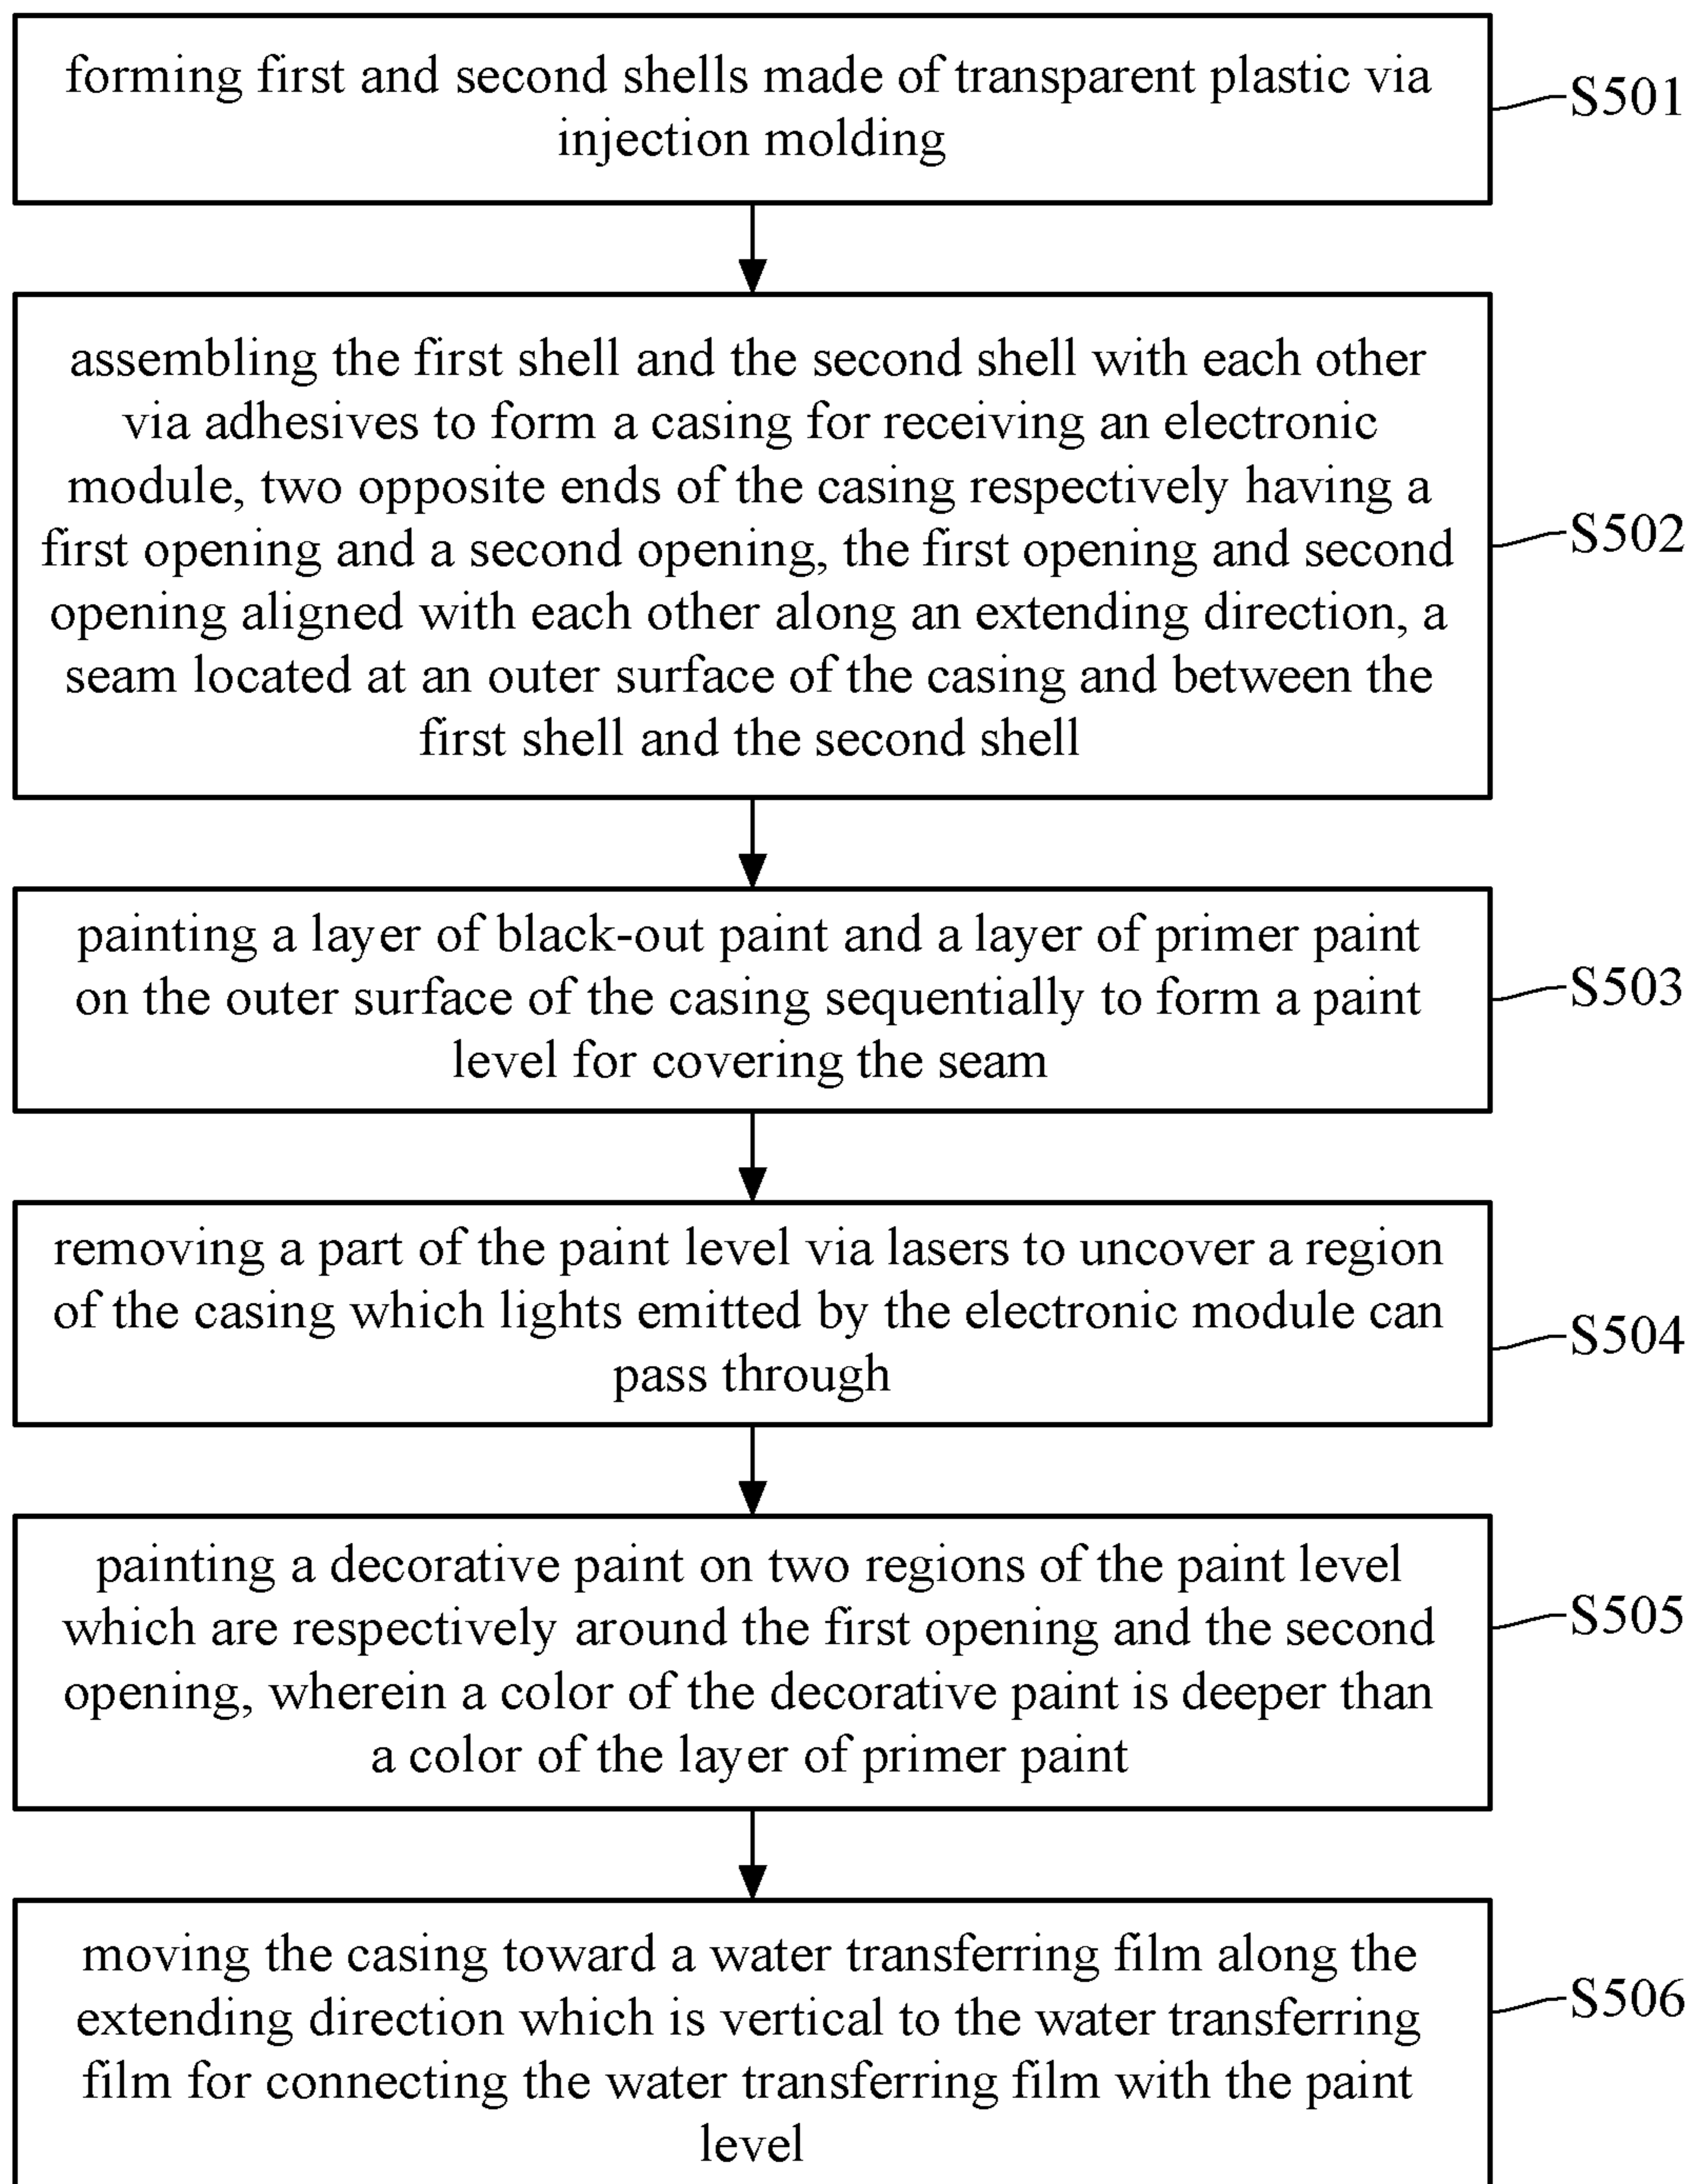 forming first and second shells made of transparent plastic via
injection molding
S501
assembling the first shell and the second shell with each other
via adhesives to form a casing for receiving an electronic
module, two opposite ends of the casing respectively having a
first opening and a second opening, the first opening and second
opening aligned with each other along an extending direction, a
seam located at an outer surface of the casing and between the
first shell and the second shell
S502
painting a layer of black-out paint and a layer of primer paint
on the outer surface of the casing sequentially to form a paint
level for covering the seam
S503
removing a part of the paint level via lasers to uncover a region
of the casing which lights emitted by the electronic module can
pass through
S504
painting a decorative paint on two regions of the paint level
which are respectively around the first opening and the second
opening, wherein a color of the decorative paint is deeper than
a color of the layer of primer paint
S505
moving the casing toward a water transferring film along the
extending direction which is vertical to the water transferring
film for connecting the water transferring film with the paint
level
S506